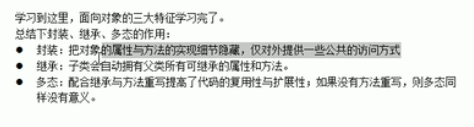 学习到这里，面向对象的三大特征学习完了。
总结下封装、继承、多态的作用：
● 封装：把对象的属性与方法的实现细节隐藏，仅对外提供一些公共的访问方式
● 继承：子类会自动拥有父类所有可继承的属性和方法。
● 多态：配合继承与方法重写提高了代码的复用性与扩展性；如果没有方法重写，则多态同
样没有意义。